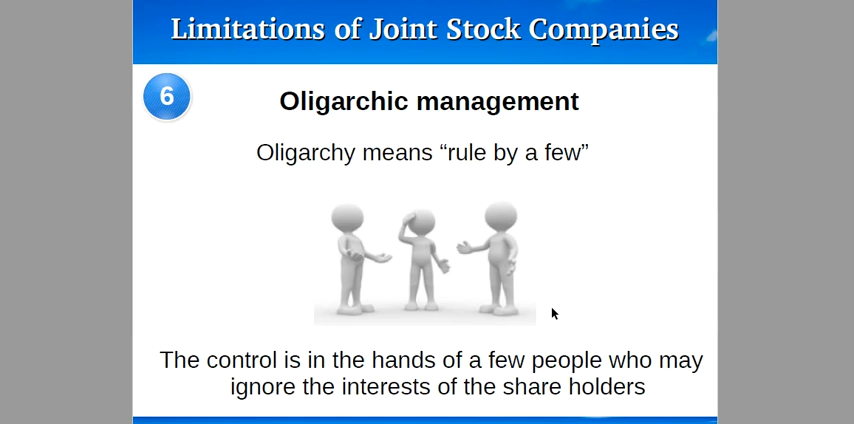 Limitations of Joint Stock Companies
6
Oligarchic management
Oligarchy means “rule by a few”
The control is in the hands of a few people who may
ignore the interests of the share holders